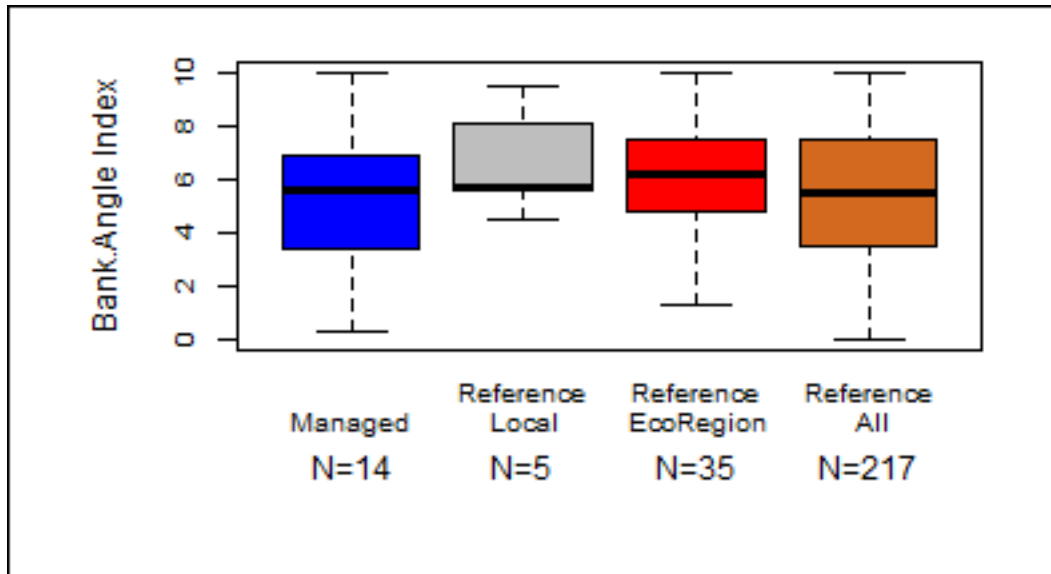 Bank.Angle Index
10
8
6
4
2
0
Managed
Reference
Local
Reference
EcoRegion
Reference
All
N=14
N=5
N=35
N=217